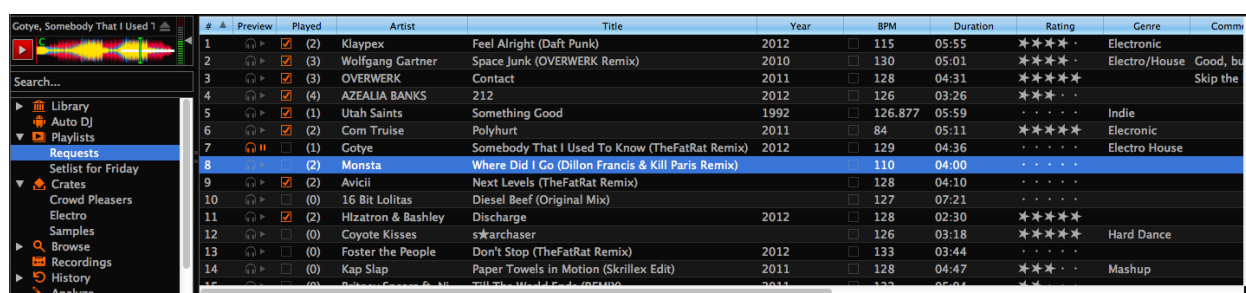 Gotye, Somebody That I Used T
# Preview Played Artist Title Year BPM Duration Rating Genre Comm
1 (2) Klaypex Feel Alright (Daft Punk) 2012 115 05:55 Electronic
2 (3) Wolfgang Gartner Space Junk (OVERWERK Remix) 2010 130 05:01 Electro/House Good, bu
3 (3) OVERWERK Contact 2011 128 04:31 Skip the
4 (4) AZEALIA BANKS 212 2012 126 03:26
5 (1) Utah Saints Something Good 1992 126.877 05:59 Indie
6 (2) Com Truise Polyhurt 2011 84 05:11 Elecronic
7 (1) Gotye Somebody That I Used To Know (TheFatRat Remix) 2012 129 04:36 Electro House
8 (2) Monsta Where Did I Go (Dillon Francis & Kill Paris Remix) 110 04:00
9 (2) Avicii Next Levels (TheFatRat Remix) 128 04:10
10 (0) 16 Bit Lolitas Diesel Beef (Original Mix) 127 07:21
11 (2) HIzatron & Bashley Discharge 2012 128 02:30
12 (0) Coyote Kisses s★archaser 126 03:18 Hard Dance
13 (0) Foster the People Don't Stop (TheFatRat Remix) 2012 133 03:44
14 (0) Kap Slap Paper Towels in Motion (Skrillex Edit) 2011 128 04:47 Mashup
Search...
Library
Auto DJ
Playlists
Requests
Setlist for Friday
Crates
Crowd Pleasers
Electro
Samples
Browse
Recordings
History